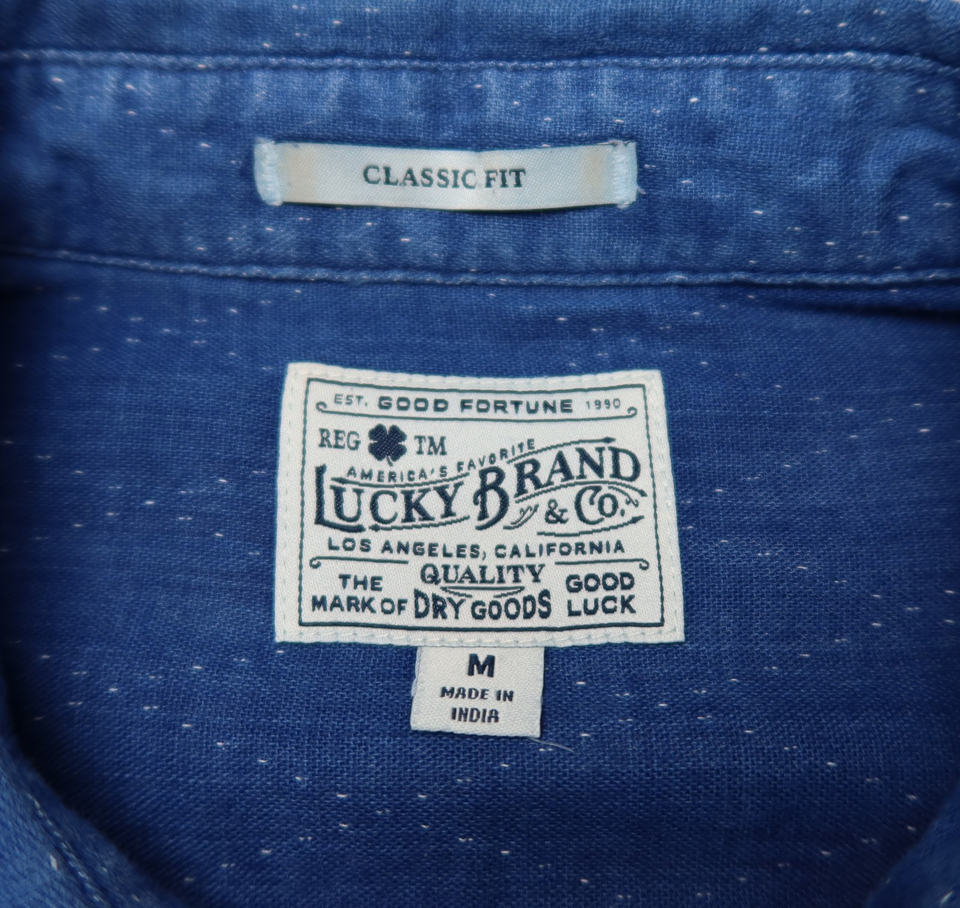 CLASSIC FIT
EST. GOOD FORTUNE 1990
REG TM
AMERICA'S FAVORITE
LUCKY BRAND
& CO.
LOS ANGELES, CALIFORNIA
QUALITY
THE MARK OF
DRY GOODS
GOOD LUCK
M
MADE IN
INDIA